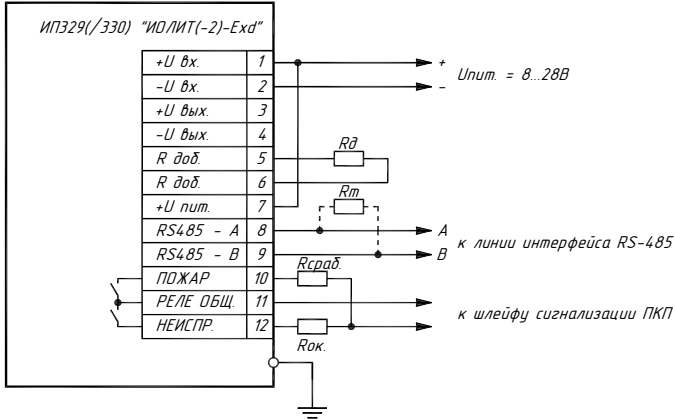 ИП329(/330) "ИОЛИТ(-2)-Exd"
+U вх. 1 +
-U вх. 2 -
Uпит. = 8...28В
+U вых. 3
-U вых. 4
R доб. 5 Rд
R доб. 6
+U пит. 7 Rт
RS485 - A 8 A
к линии интерфейса RS-485
RS485 - B 9 B
ПОЖАР 10 Rсраб.
РЕЛЕ ОБЩ. 11
к шлейфу сигнализации ПКП
НЕИСПР. 12
Rок.